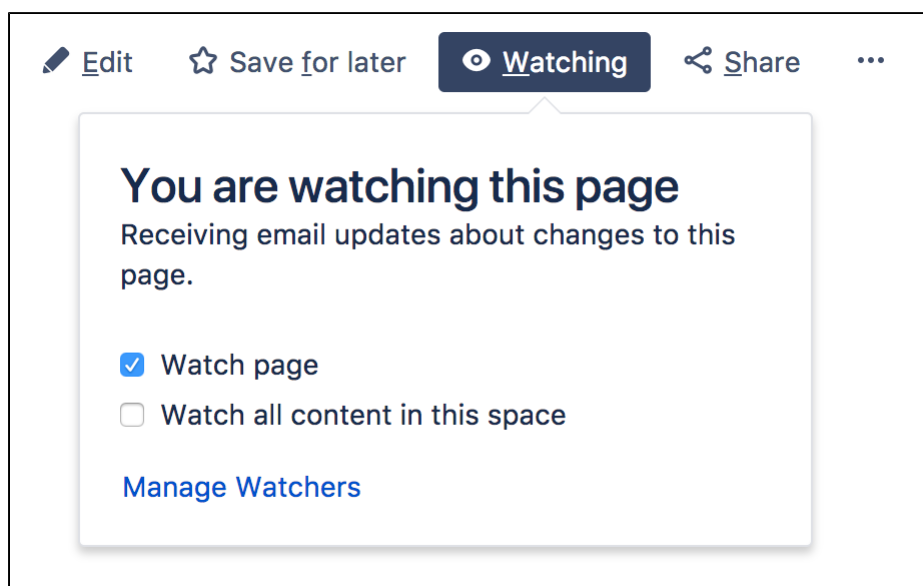 Edit Save for later Watching Share ...
You are watching this page
Receiving email updates about changes to this
page.
Watch page
Watch all content in this space
Manage Watchers